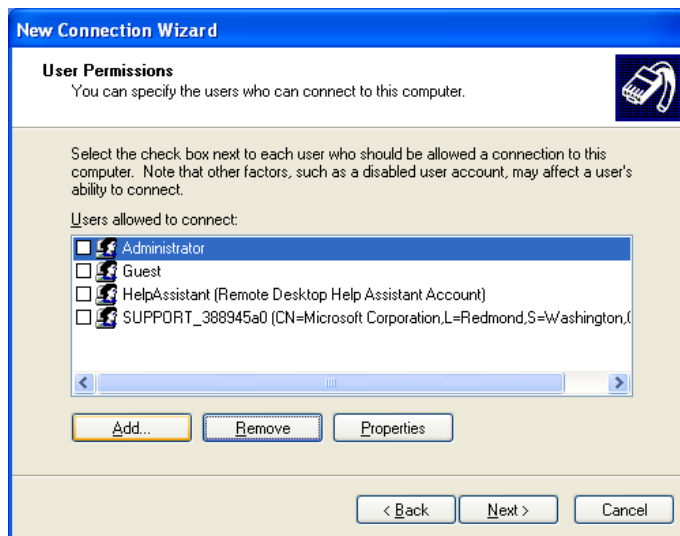 New Connection Wizard
User Permissions
You can specify the users who can connect to this computer.
Select the check box next to each user who should be allowed a connection to this
computer. Note that other factors, such as a disabled user account, may affect a user's
ability to connect.
Users allowed to connect:
Administrator
Guest
HelpAssistant (Remote Desktop Help Assistant Account)
SUPPORT_388945a0 (CN=Microsoft Corporation,L=Redmond,S=Washington,
Add... Remove Properties
< Back Next > Cancel